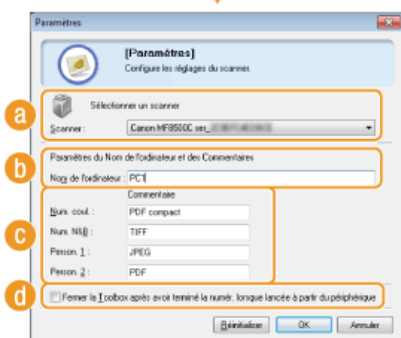 Paramètres
[Paramètres]
Configure les réglages du scanner.
a
Sélectionner un scanner
Scanner : Canon MF8500C ser_
b
Paramètres du Nom de l'ordinateur et des Commentaires
Nom de l'ordinateur : PC1
c
Commentaire
Num. coul. : PDF compact
Num. N&B : TIFF
Person. 1 : JPEG
Person. 2 : PDF
d
Fermer la Toolbox après avoir terminé la numér. lorsque lancée à partir du périphérique
Réinitialiser OK Annuler